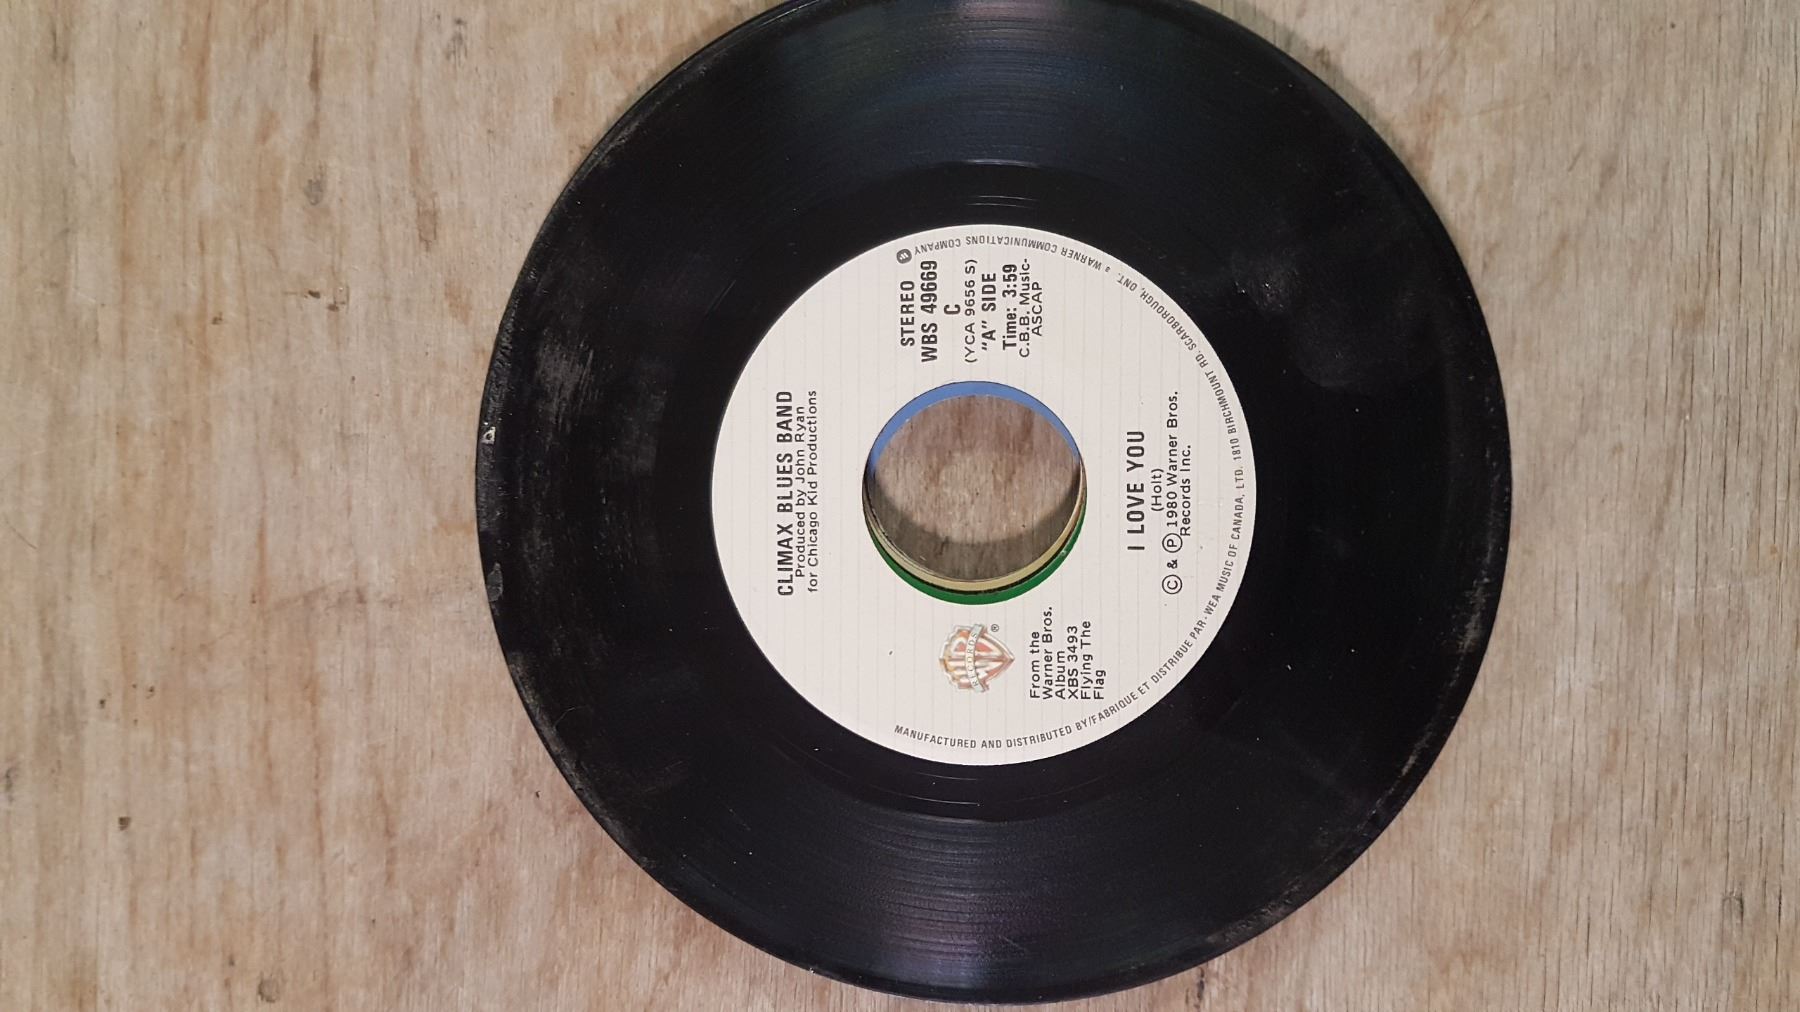 CLIMAX BLUES BAND
Produced by John Ryan
for Chicago Kid Productions
STEREO
WBS 49669
C
(YCA 9656 S)
"A" SIDE
Time: 3:59
C.B.B. Music-
ASCAP
RECORDS
®
From the
Warner Bros.
Album
XBS 3493
Flying The
Flag
I LOVE YOU
(Holt)
© & ℗ 1980 Warner Bros.
Records Inc.
MANUFACTURED AND DISTRIBUTED BY/FABRIQUE ET DISTRIBUE PAR·WEA MUSIC OF CANADA, LTD. 1810 BIRCHMOUNT RD. SCARBOROUGH, ONT. a WARNER COMMUNICATIONS COMPANY